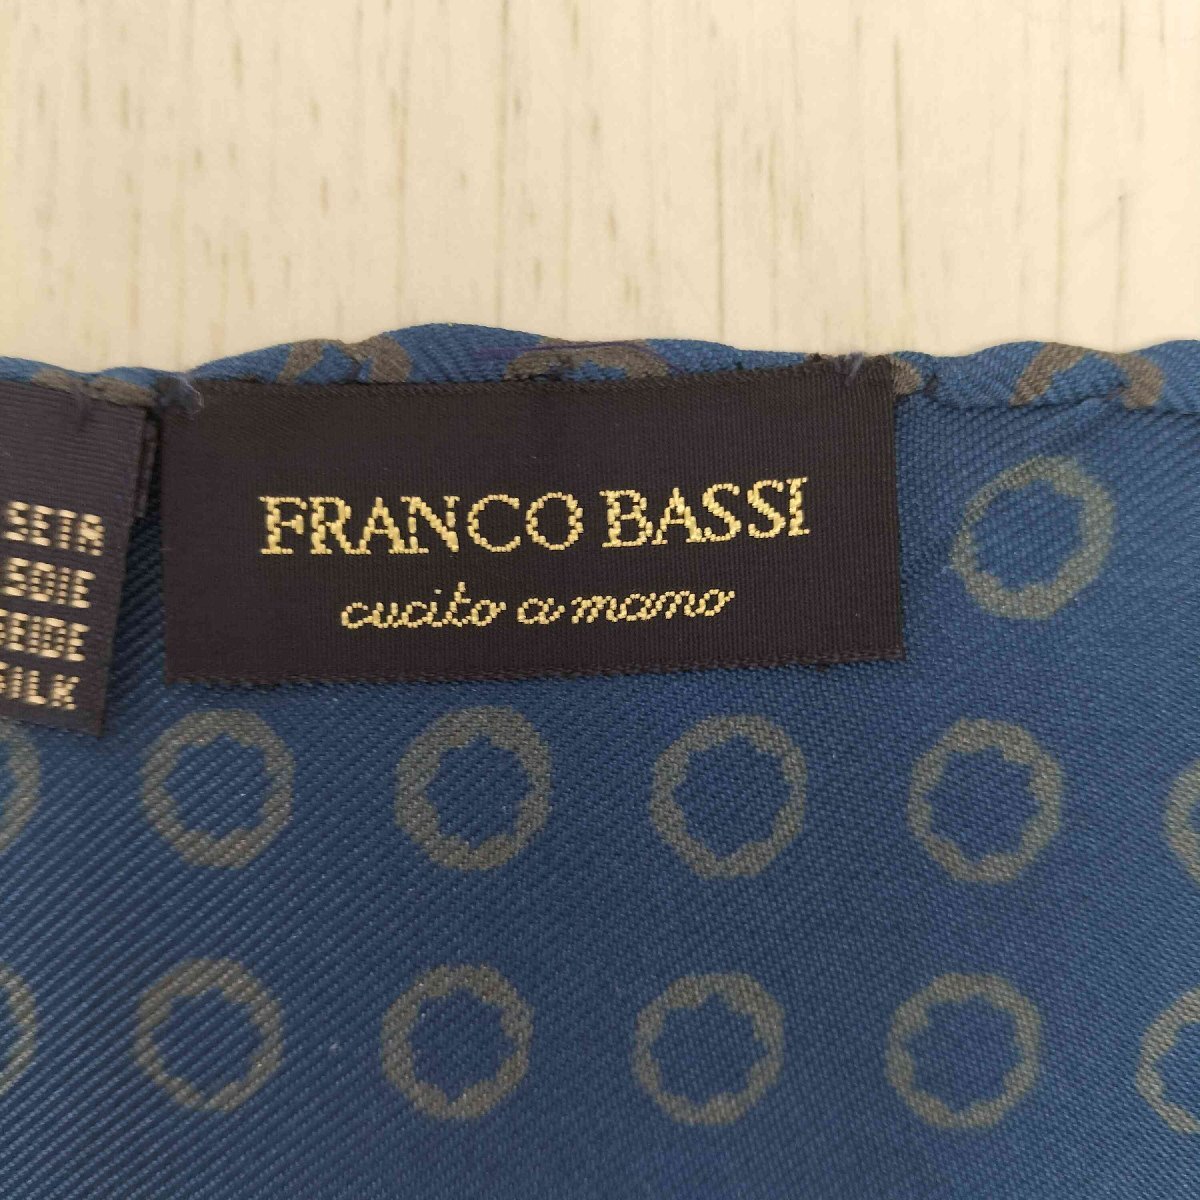 FRANCO BASSI
cucito a mano
SETA
SOIE
SEIDE
SILK